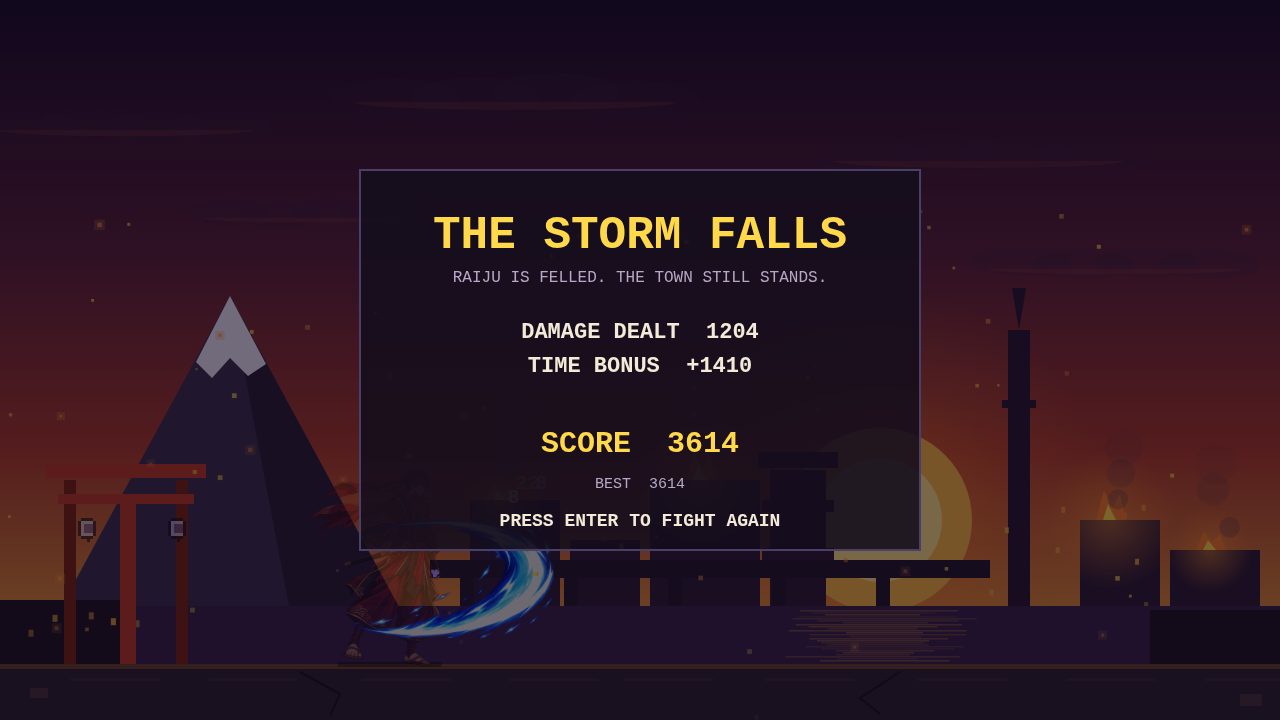 THE STORM FALLS
RAIJU IS FELLED. THE TOWN STILL STANDS.
DAMAGE DEALT 1204
TIME BONUS +1410
SCORE 3614
BEST 3614
PRESS ENTER TO FIGHT AGAIN